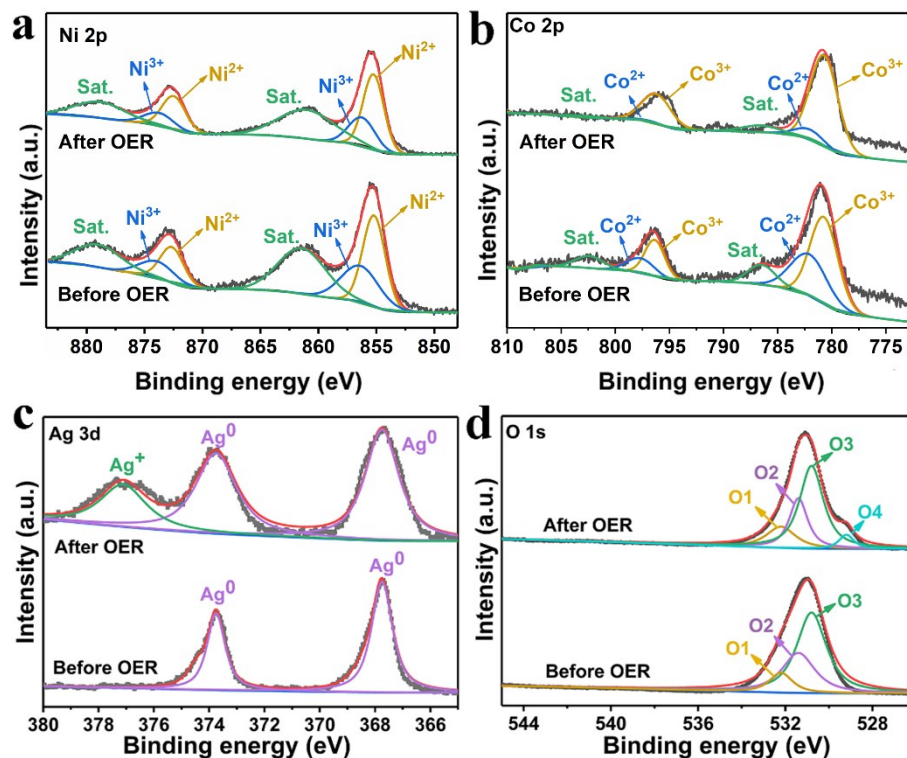 a
Ni 2p
Sat.
Ni3+
Ni2+
Sat.
Ni3+
Ni2+
After OER
Sat.
Ni3+
Ni2+
Sat.
Ni3+
Ni2+
Before OER
Intensity (a.u.)
880 875 870 865 860 855 850
Binding energy (eV)
b
Co 2p
Sat.
Co2+
Co3+
Sat.
Co2+
Co3+
After OER
Sat.
Co2+
Co3+
Sat.
Co2+
Co3+
Before OER
Intensity (a.u.)
810 805 800 795 790 785 780 775
Binding energy (eV)
c
Ag 3d
Ag+
Ag0
Ag0
After OER
Ag0
Ag0
Before OER
Intensity (a.u.)
380 378 376 374 372 370 368 366
Binding energy (eV)
d
O 1s
O1
O2
O3
O4
After OER
O1
O2
O3
Before OER
Intensity (a.u.)
544 540 536 532 528
Binding energy (eV)